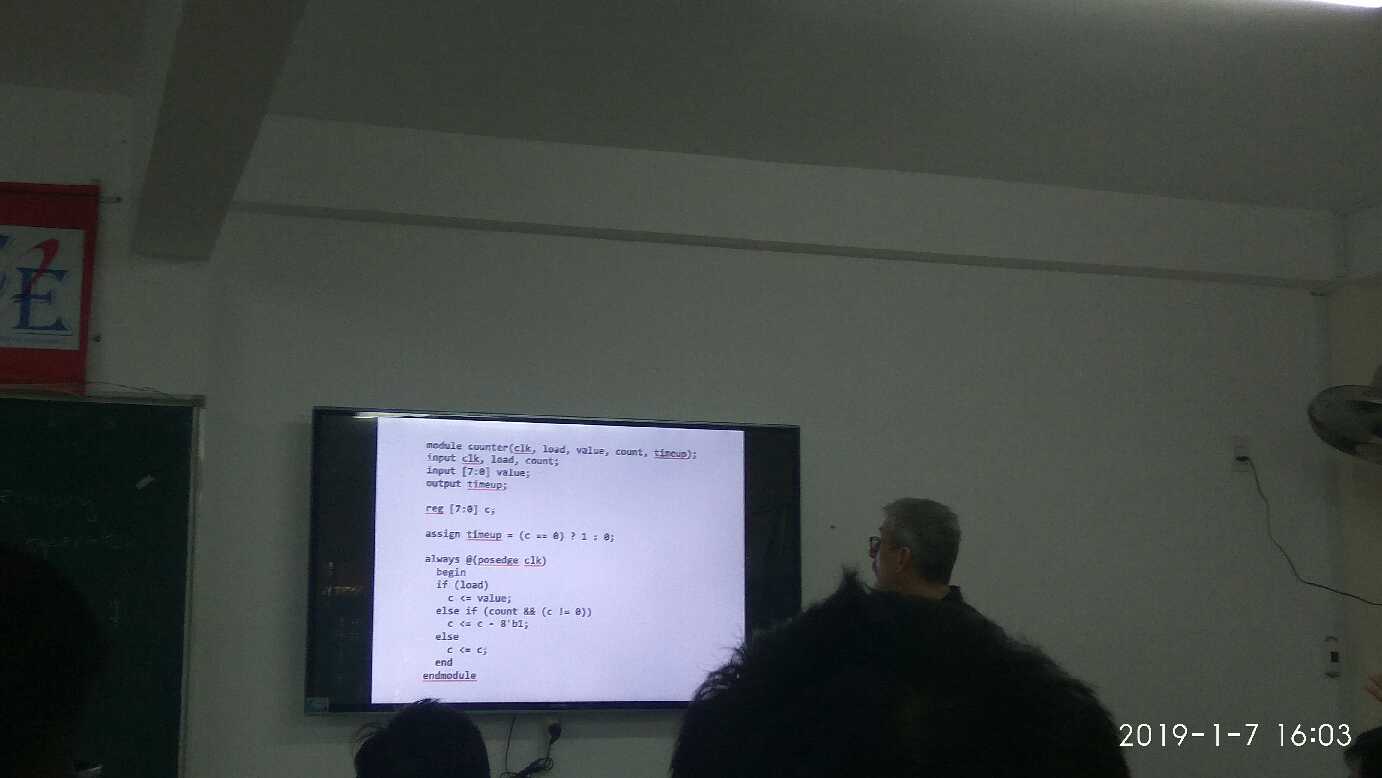 E
module counter(clk, load, value, count, timeup);
input clk, load, count;
input [7:0] value;
output timeup;
reg [7:0] c;
assign timeup = (c == 0) ? 1 : 0;
always @(posedge clk)
begin
if (load)
c <= value;
else if (count && (c != 0))
c <= c - 8'b1;
else
c <= c;
end
endmodule
2019-1-7 16:03